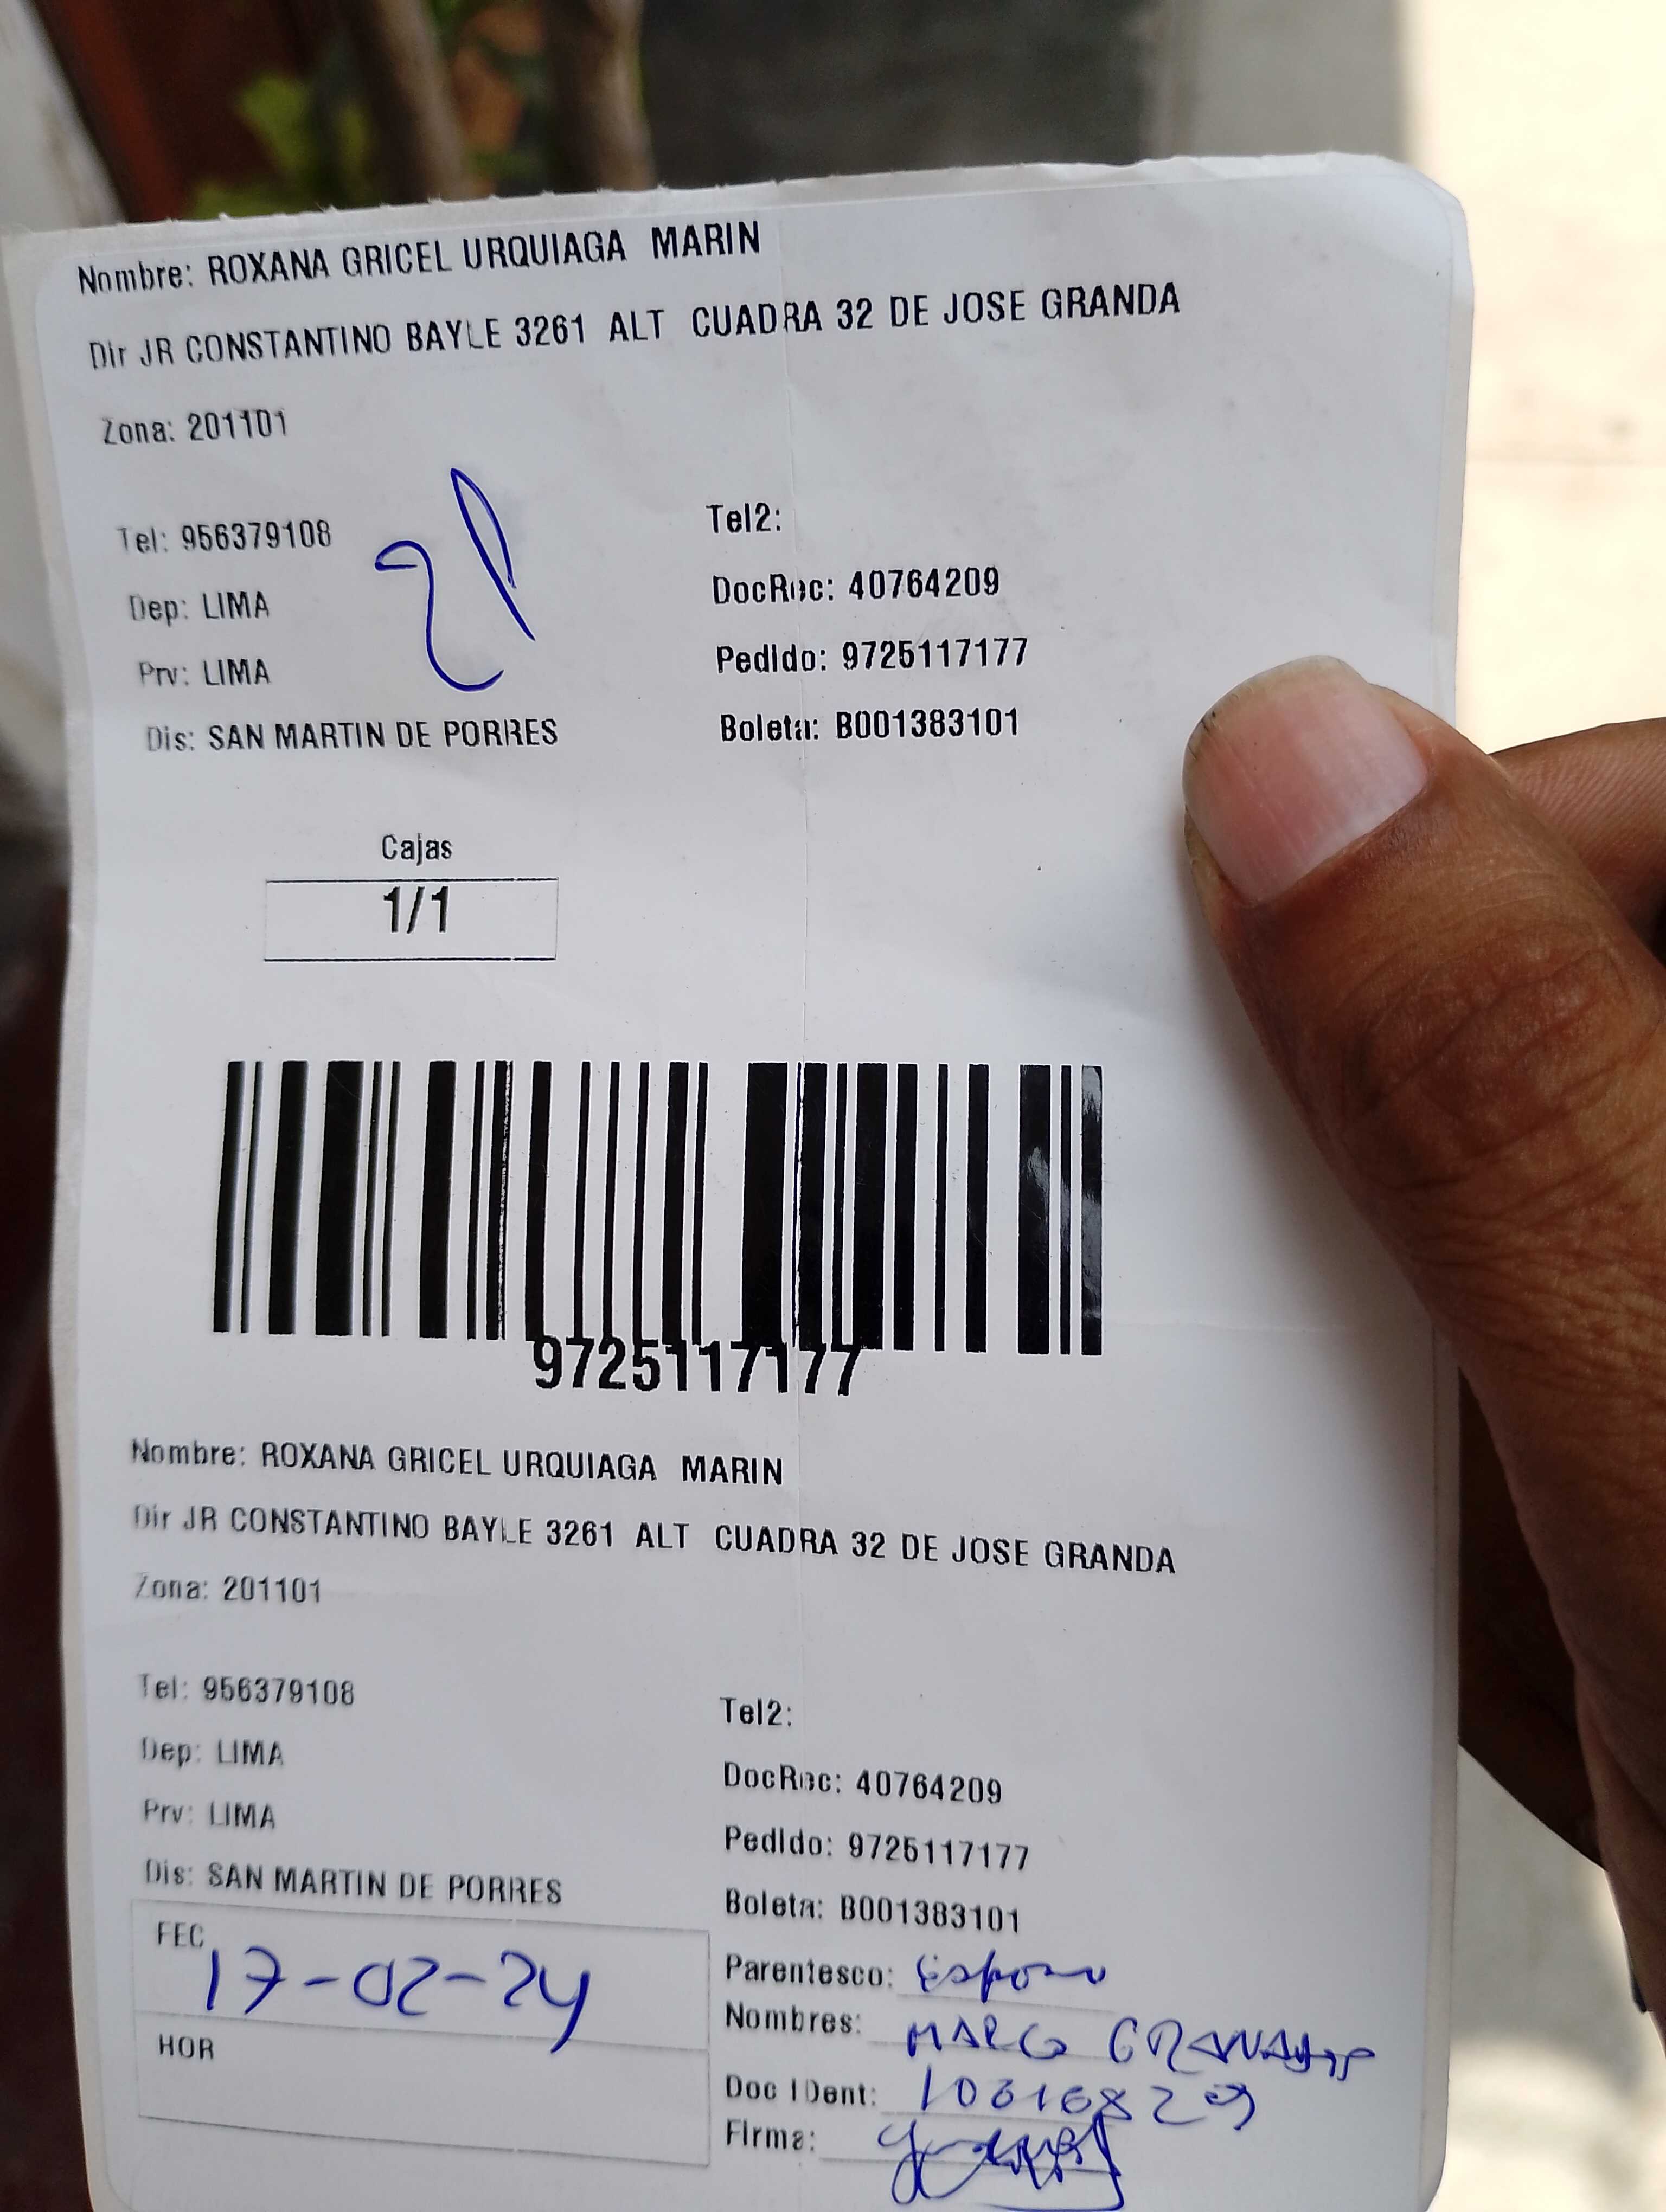 Nombre: ROXANA GRICEL URQUIAGA MARIN
Dir JR CONSTANTINO BAYLE 3261 ALT CUADRA 32 DE JOSE GRANDA
Zona: 201101
Tel: 956379108
Tel2:
Dep: LIMA
DocRec: 40764209
Prv: LIMA
Pedido: 9725117177
Dis: SAN MARTIN DE PORRES
Boleta: B001383101
Cajas
1/1
9725117177
Nombre: ROXANA GRICEL URQUIAGA MARIN
Dir JR CONSTANTINO BAYLE 3261 ALT CUADRA 32 DE JOSE GRANDA
Zona: 201101
Tel: 956379108
Tel2:
Dep: LIMA
DocRec: 40764209
Prv: LIMA
Pedido: 9725117177
Dis: SAN MARTIN DE PORRES
Boleta: B001383101
FEC
17-02-24
HOR
Parentesco: Esposo
Nombres: MARCO
Doc IDent:
Firma: